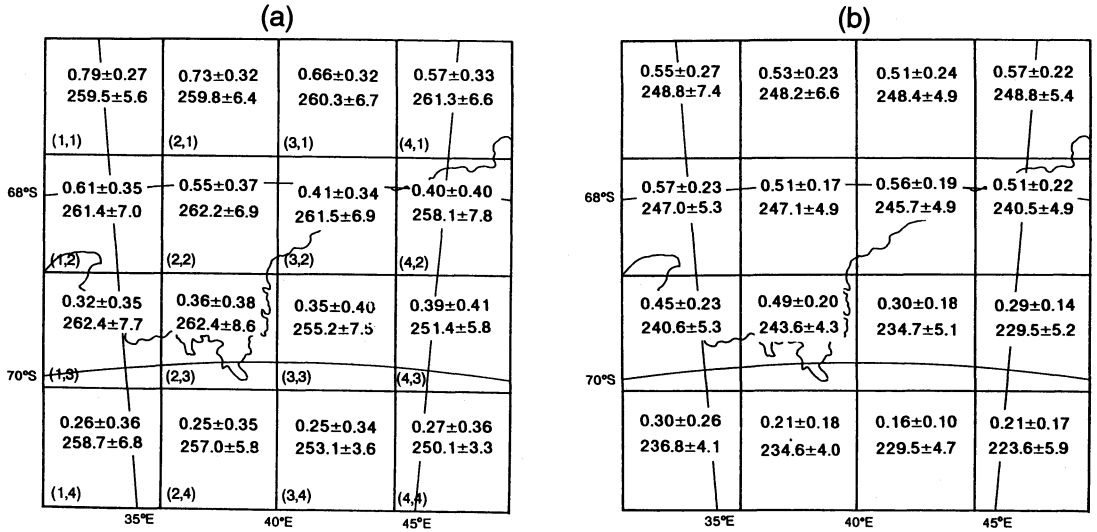 (a)
0.79±0.27 0.73±0.32 0.66±0.32 0.57±0.33
259.5±5.6 259.8±6.4 260.3±6.7 261.3±6.6
(1,1) (2,1) (3,1) (4,1)
68°S
0.61±0.35 0.55±0.37 0.41±0.34 0.40±0.40
261.4±7.0 262.2±6.9 261.5±6.9 258.1±7.8
(1,2) (2,2) (3,2) (4,2)
0.32±0.35 0.36±0.38 0.35±0.40 0.39±0.41
262.4±7.7 262.4±8.6 255.2±7.5 251.4±5.8
70°S
(1,3) (2,3) (3,3) (4,3)
0.26±0.36 0.25±0.35 0.25±0.34 0.27±0.36
258.7±6.8 257.0±5.8 253.1±3.6 250.1±3.3
(1,4) (2,4) (3,4) (4,4)
35°E 40°E 45°E
(b)
0.55±0.27 0.53±0.23 0.51±0.24 0.57±0.22
248.8±7.4 248.2±6.6 248.4±4.9 248.8±5.4
68°S
0.57±0.23 0.51±0.17 0.56±0.19 0.51±0.22
247.0±5.3 247.1±4.9 245.7±4.9 240.5±4.9
0.45±0.23 0.49±0.20 0.30±0.18 0.29±0.14
240.6±5.3 243.6±4.3 234.7±5.1 229.5±5.2
70°S
0.30±0.26 0.21±0.18 0.16±0.10 0.21±0.17
236.8±4.1 234.6±4.0 229.5±4.7 223.6±5.9
35°E 40°E 45°E